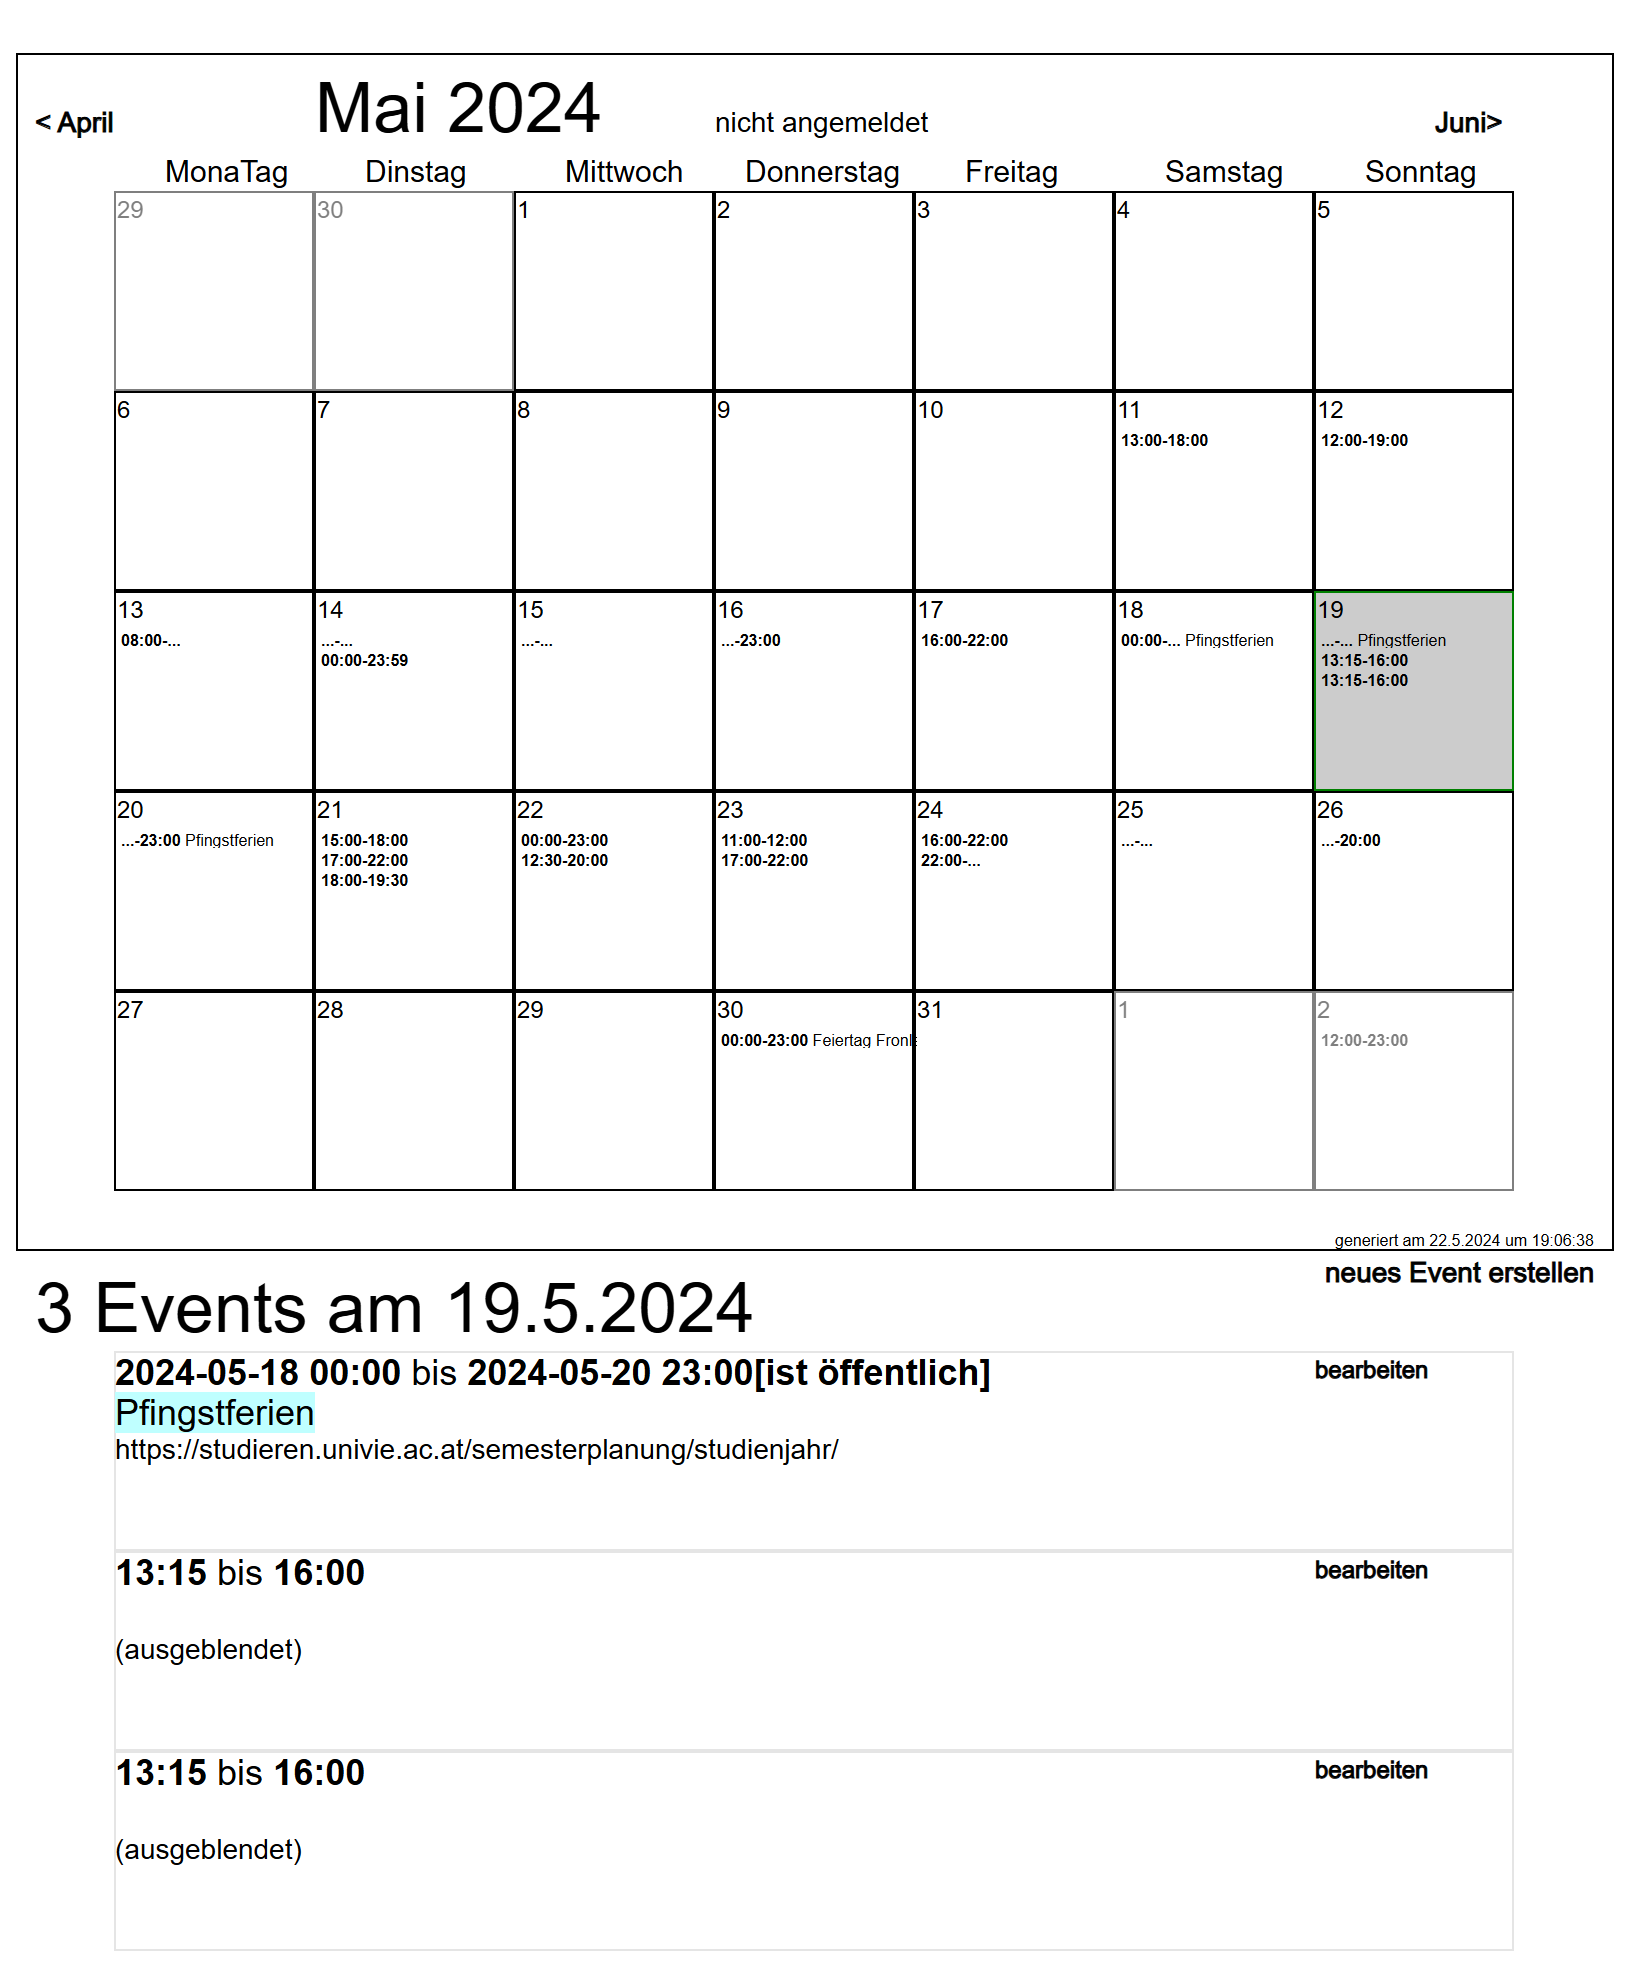 < April Mai 2024 nicht angemeldet Juni>
MonaTag Dinstag Mittwoch Donnerstag Freitag Samstag Sonntag
29 30 1 2 3 4 5
6 7 8 9 10 11 12
13:00-18:00 12:00-19:00
13 14 15 16 17 18 19
08:00-... ...-... ...-... ...-23:00 16:00-22:00 00:00-... Pfingstferien ...-... Pfingstferien
00:00-23:59 13:15-16:00
13:15-16:00
20 21 22 23 24 25 26
...-23:00 Pfingstferien 15:00-18:00 00:00-23:00 11:00-12:00 16:00-22:00 ...-... ...-20:00
17:00-22:00 12:30-20:00 17:00-22:00 22:00-...
18:00-19:30
27 28 29 30 31 1 2
00:00-23:00 Feiertag 12:00-23:00
generiert am 22.5.2024 um 19:06:38
neues Event erstellen
3 Events am 19.5.2024
2024-05-18 00:00 bis 2024-05-20 23:00[ist öffentlich] bearbeiten
Pfingstferien
https://studieren.univie.ac.at/semesterplanung/studienjahr/
13:15 bis 16:00 bearbeiten
(ausgeblendet)
13:15 bis 16:00 bearbeiten
(ausgeblendet)